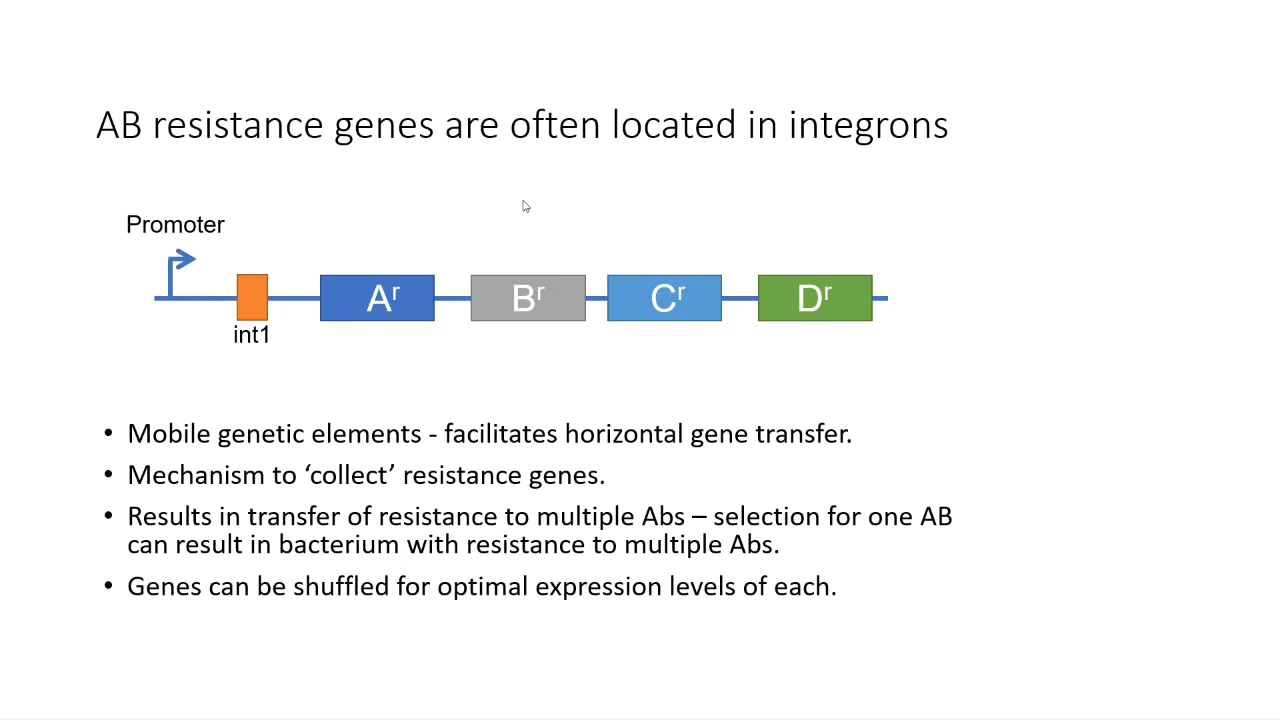 AB resistance genes are often located in integrons
Promoter
Aʳ Bʳ Cʳ Dʳ
int1
• Mobile genetic elements - facilitates horizontal gene transfer.
• Mechanism to ‘collect’ resistance genes.
• Results in transfer of resistance to multiple Abs – selection for one AB
can result in bacterium with resistance to multiple Abs.
• Genes can be shuffled for optimal expression levels of each.